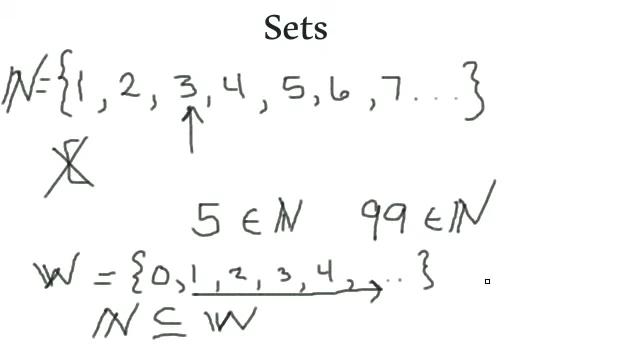 Sets
ℕ={1, 2, 3, 4, 5, 6, 7...}
5 ∈ ℕ 99 ∈ ℕ
𝕎 = {0, 1, 2, 3, 4, ...}
ℕ ⊆ 𝕎